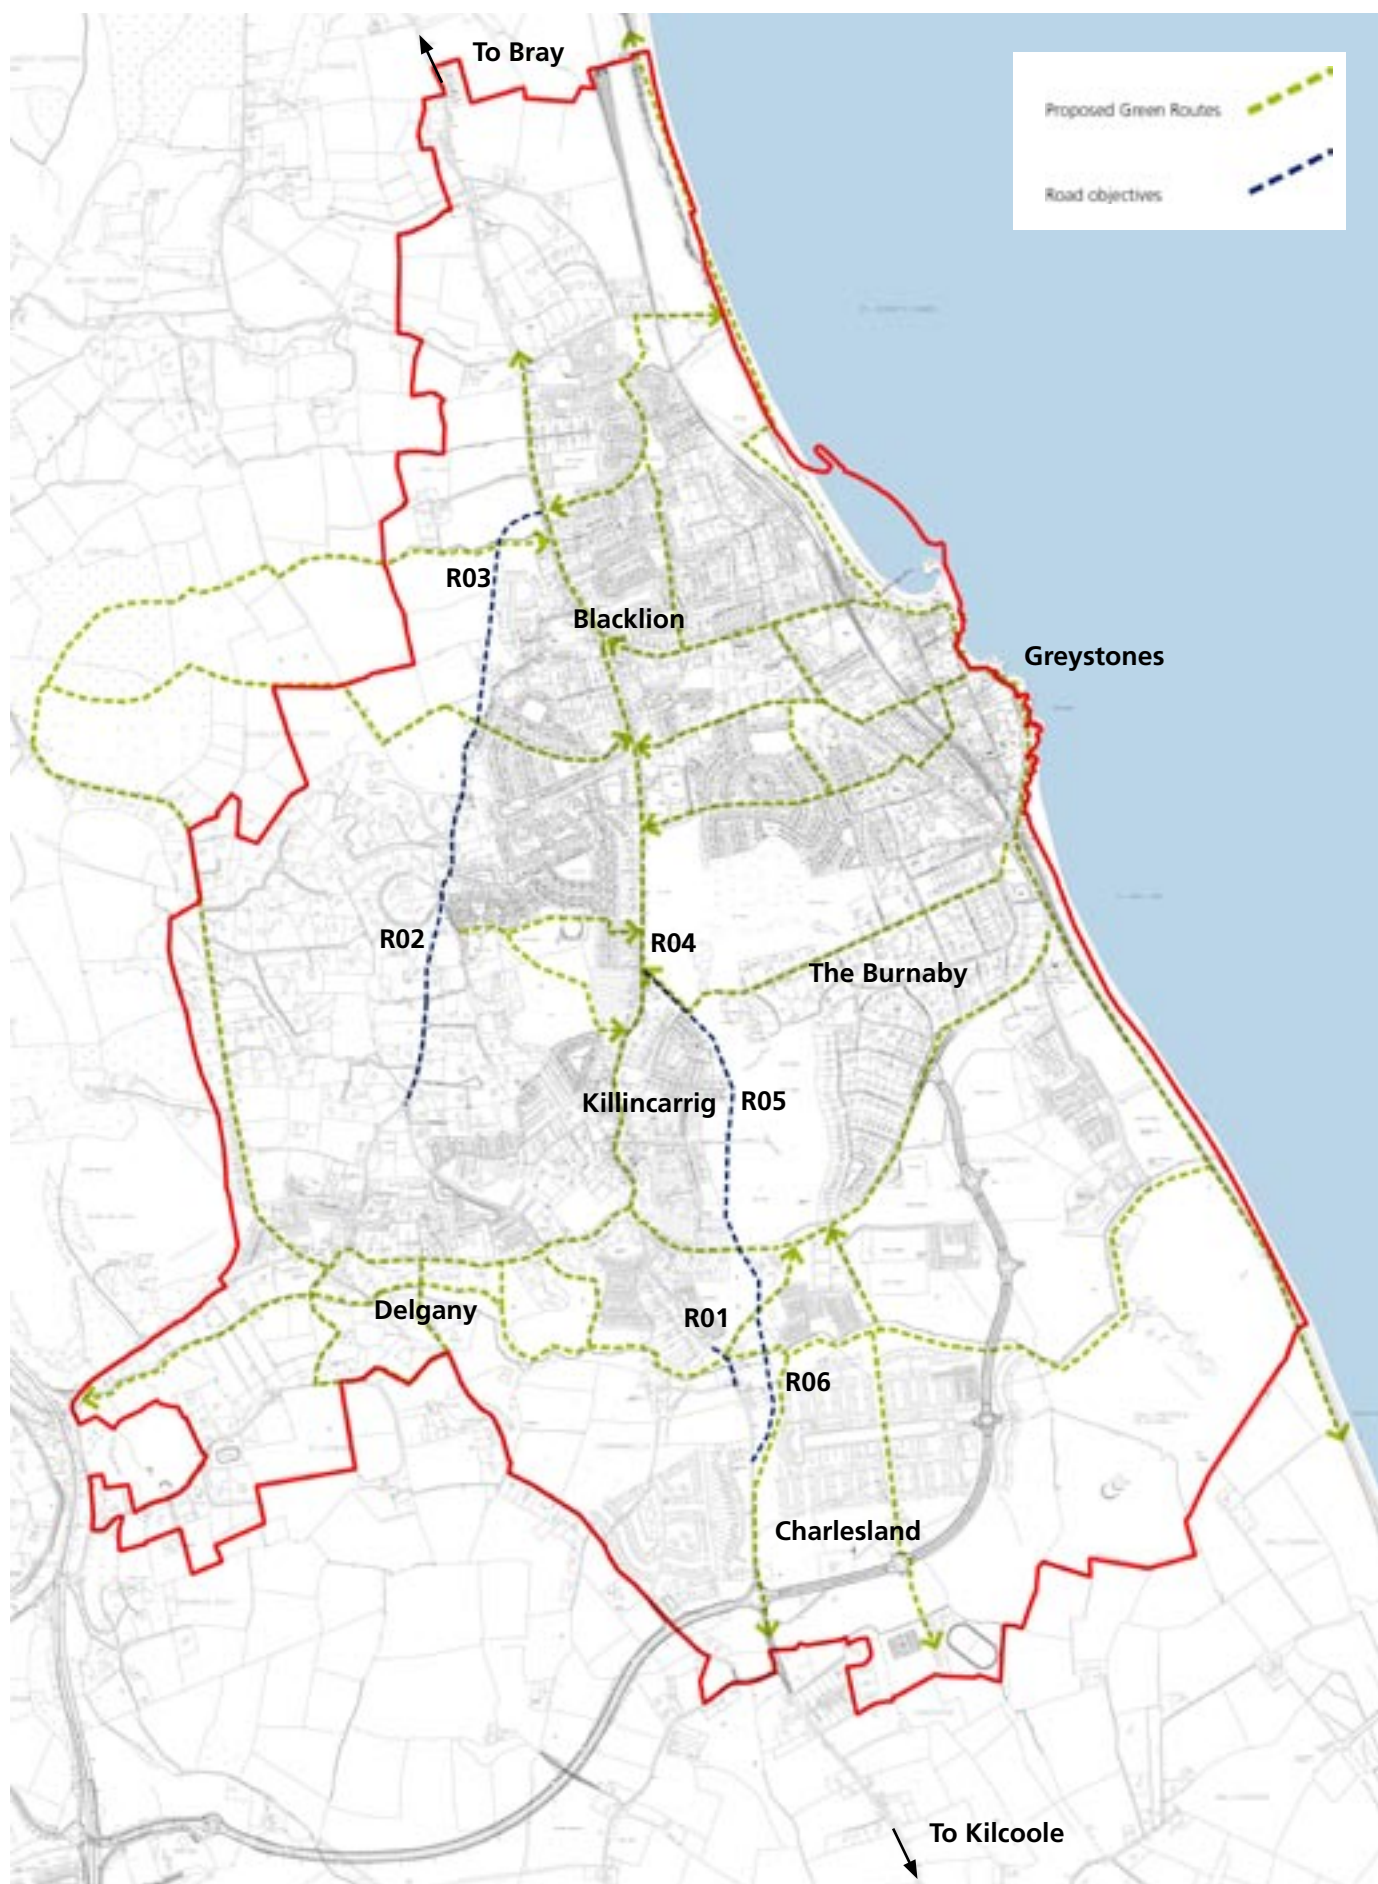 To Bray
Proposed Green Routes
Road objectives
R03
Blacklion
Greystones
R02
R04
The Burnaby
Killincarrig
R05
Delgany
R01
R06
Charlesland
To Kilcoole